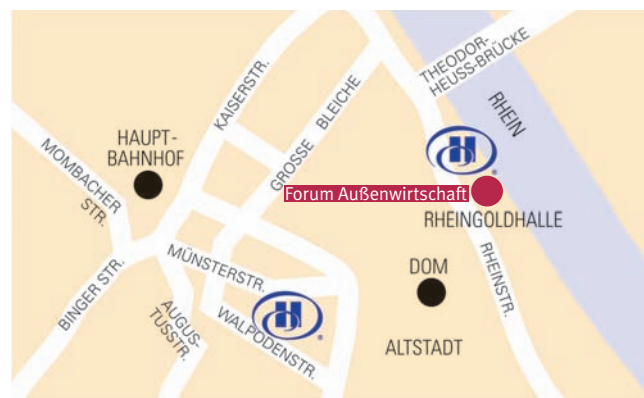 THEODOR-
HEUSS-BRÜCKE
RHEIN
KAISERSTR.
GROSSE BLEICHE
HAUPT-
BAHNHOF
MOMBACHER
STR.
H
®
Forum Außenwirtschaft
RHEINGOLDHALLE
RHEINSTR.
MÜNSTERSTR.
DOM
BINGER STR.
AUGUS-
TUSSTR.
H
®
WALPODENSTR.
ALTSTADT